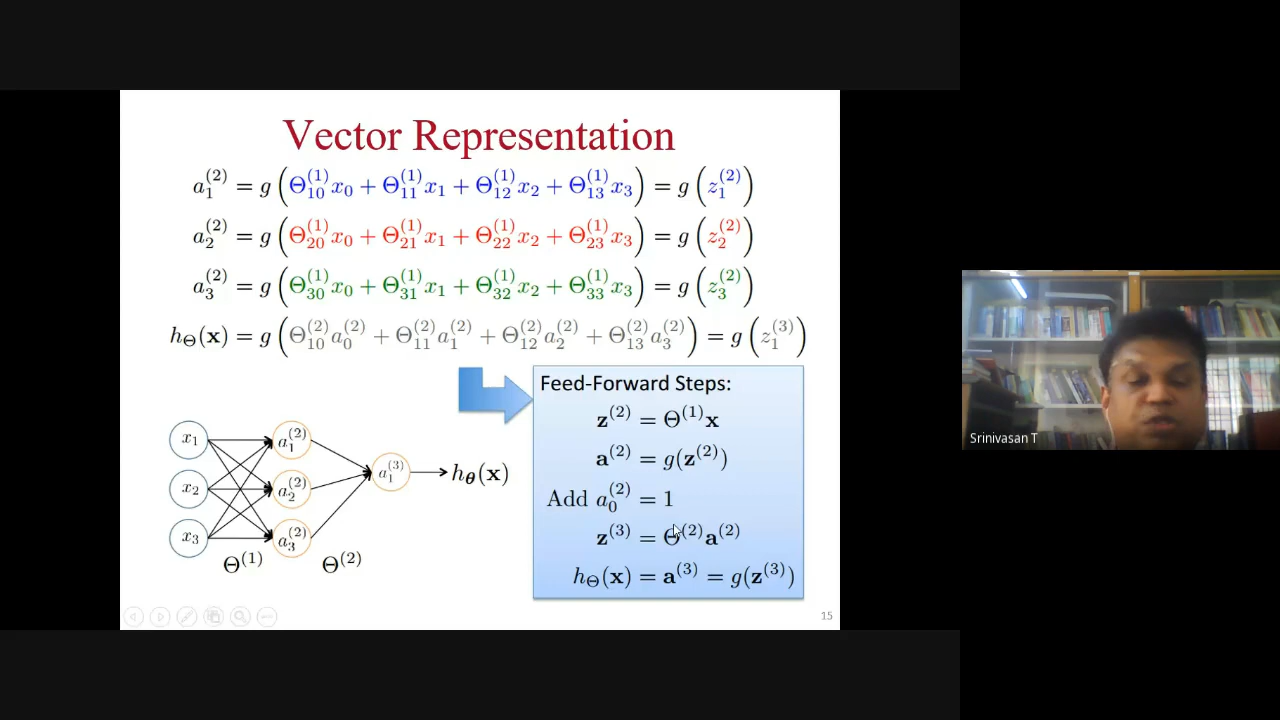 Vector Representation
a₁⁽²⁾ = g(Θ₁₀⁽¹⁾x₀ + Θ₁₁⁽¹⁾x₁ + Θ₁₂⁽¹⁾x₂ + Θ₁₃⁽¹⁾x₃) = g(z₁⁽²⁾)
a₂⁽²⁾ = g(Θ₂₀⁽¹⁾x₀ + Θ₂₁⁽¹⁾x₁ + Θ₂₂⁽¹⁾x₂ + Θ₂₃⁽¹⁾x₃) = g(z₂⁽²⁾)
a₃⁽²⁾ = g(Θ₃₀⁽¹⁾x₀ + Θ₃₁⁽¹⁾x₁ + Θ₃₂⁽¹⁾x₂ + Θ₃₃⁽¹⁾x₃) = g(z₃⁽²⁾)
h_Θ(x) = g(Θ₁₀⁽²⁾a₀⁽²⁾ + Θ₁₁⁽²⁾a₁⁽²⁾ + Θ₁₂⁽²⁾a₂⁽²⁾ + Θ₁₃⁽²⁾a₃⁽²⁾) = g(z₁⁽³⁾)
Feed-Forward Steps:
z⁽²⁾ = Θ⁽¹⁾x
a⁽²⁾ = g(z⁽²⁾)
Add a₀⁽²⁾ = 1
z⁽³⁾ = Θ⁽²⁾a⁽²⁾
h_Θ(x) = a⁽³⁾ = g(z⁽³⁾)
x₁ a₁⁽²⁾
x₂ a₂⁽²⁾ a₁⁽³⁾ h_θ(x)
x₃ a₃⁽²⁾
Θ⁽¹⁾ Θ⁽²⁾
15
Srinivasan T